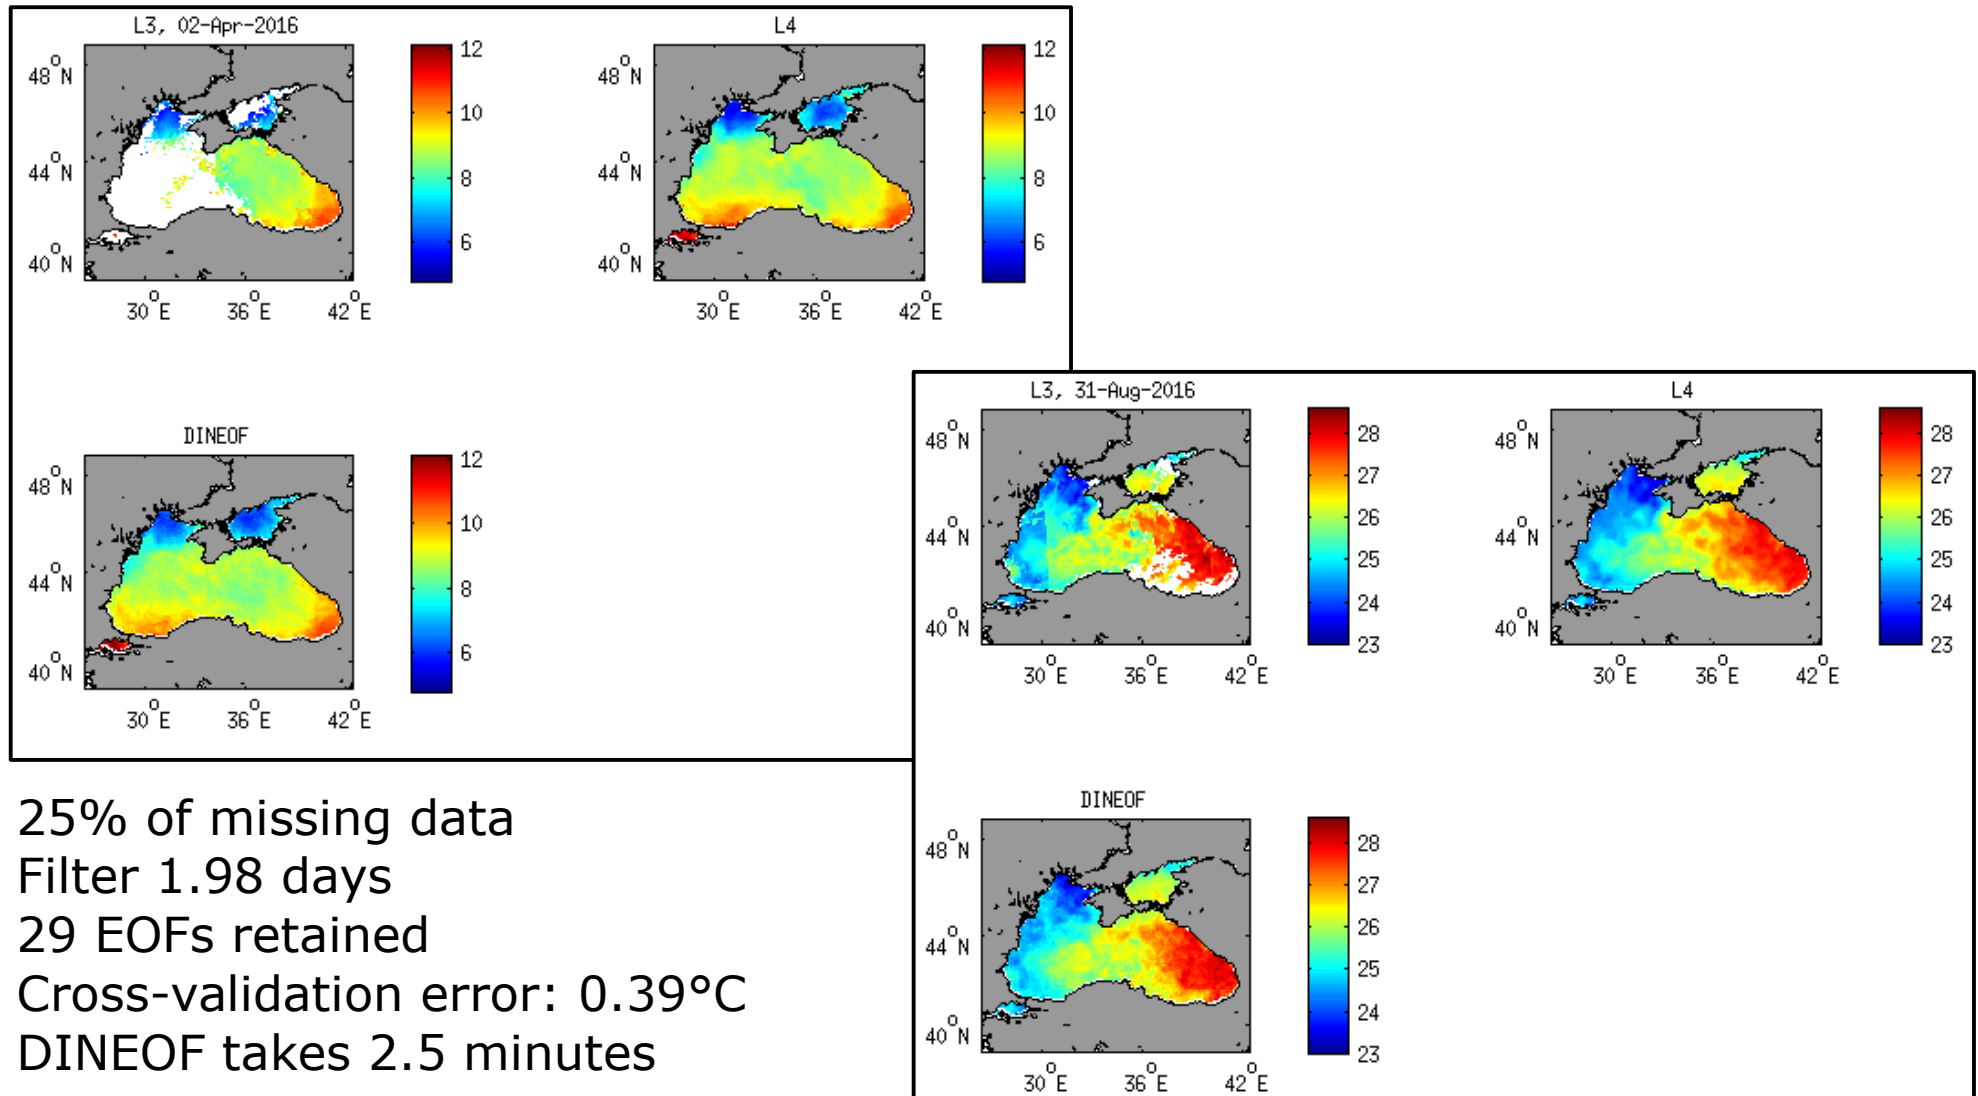 L3, 02-Apr-2016
48°N
44°N
40°N
30°E 36°E 42°E
12
10
8
6
L4
48°N
44°N
40°N
30°E 36°E 42°E
12
10
8
6
DINEOF
48°N
44°N
40°N
30°E 36°E 42°E
12
10
8
6
L3, 31-Aug-2016
48°N
44°N
40°N
30°E 36°E 42°E
28
27
26
25
24
23
L4
48°N
44°N
40°N
30°E 36°E 42°E
28
27
26
25
24
23
DINEOF
48°N
44°N
40°N
30°E 36°E 42°E
28
27
26
25
24
23
25% of missing data
Filter 1.98 days
29 EOFs retained
Cross-validation error: 0.39°C
DINEOF takes 2.5 minutes